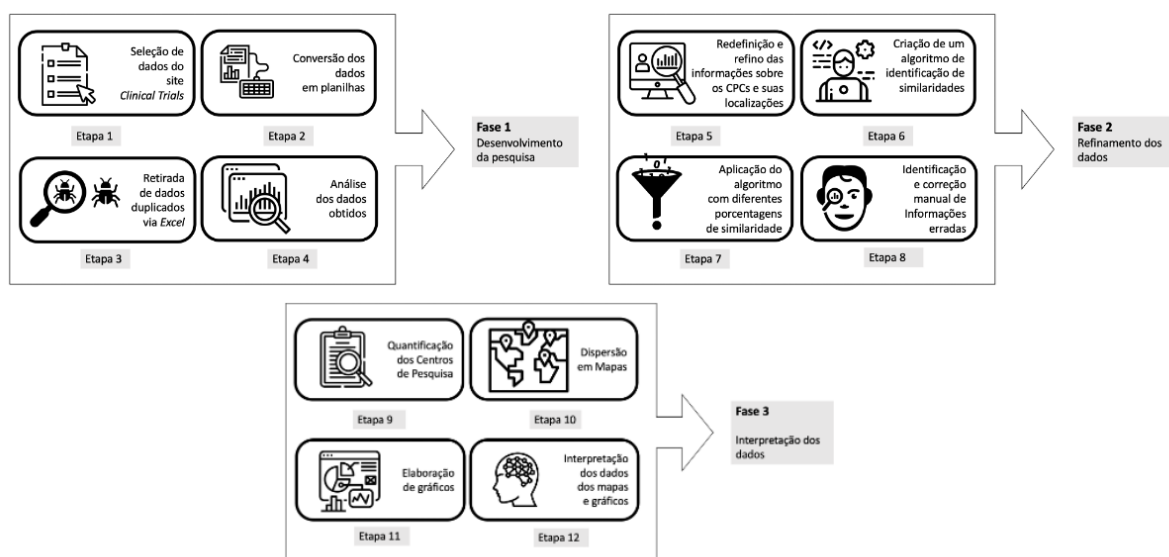 Seleção de
dados do
site
Clinical Trials
Etapa 1
Conversão dos
dados
em planilhas
Etapa 2
Retirada
de dados
duplicados
via Excel
Etapa 3
Análise
dos dados
obtidos
Etapa 4
Fase 1
Desenvolvimento
da pesquisa
Redefinição e
refino das
informações sobre
os CPCs e suas
localizações
Etapa 5
</>
Criação de um
algoritmo de
identificação de
similaridades
Etapa 6
Aplicação do
algoritmo
com diferentes
porcentagens
de similaridade
Etapa 7
Identificação
e correção
manual de
Informações
erradas
Etapa 8
Fase 2
Refinamento dos
dados
Quantificação
dos Centros
de Pesquisa
Etapa 9
Dispersão
em Mapas
Etapa 10
Elaboração
de gráficos
Etapa 11
Interpretação
dos dados
dos mapas
e gráficos
Etapa 12
Fase 3
Interpretação dos
dados